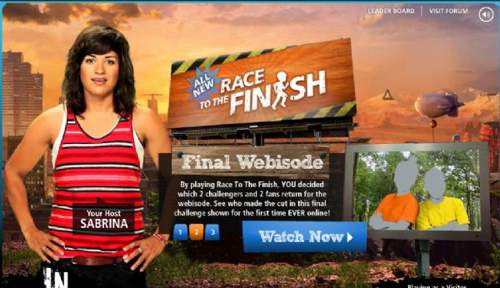 LEADER BOARD | VISIT FORUM
ALL
NEW
RACE
TO THE FINISH
Final Webisode
By playing Race To The Finish, YOU decided
which 2 challengers and 2 fans return for the
webisode. See who made the cut in this final
challenge shown for the first time EVER online!
1 2 3
Watch Now
Your Host
SABRINA
IN
Playing as a Visitor